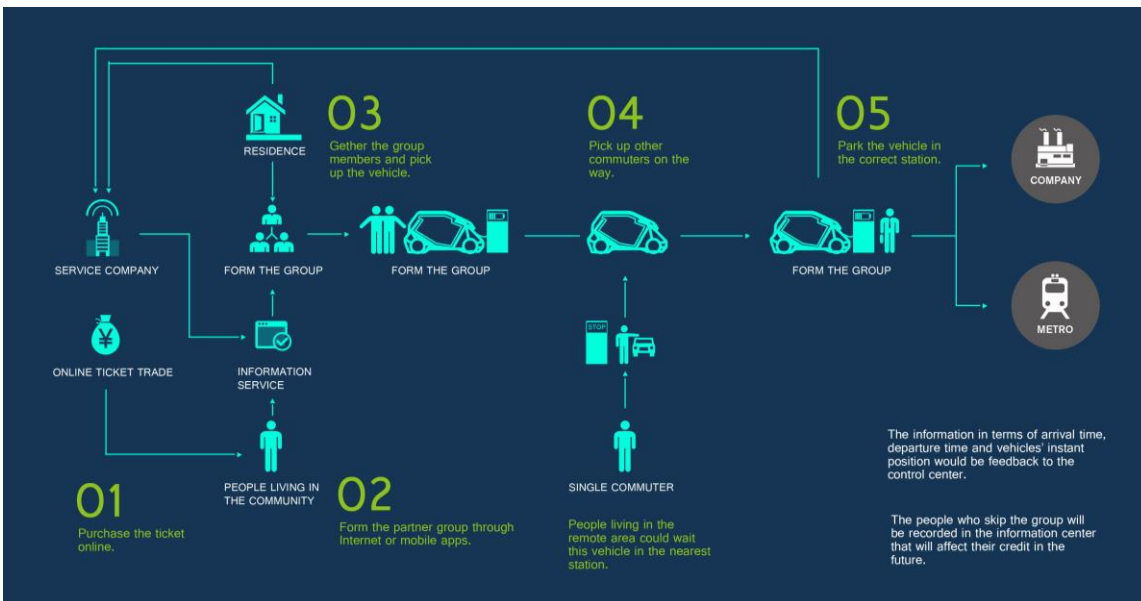 03
Gether the group
members and pick
up the vehicle.
04
Pick up other
commuters on the
way.
05
Park the vehicle in
the correct station.
RESIDENCE
COMPANY
SERVICE COMPANY
FORM THE GROUP
FORM THE GROUP
FORM THE GROUP
STOP
METRO
¥
ONLINE TICKET TRADE
INFORMATION
SERVICE
01
Purchase the ticket
online.
PEOPLE LIVING IN
THE COMMUNITY
02
Form the partner group through
Internet or mobile apps.
SINGLE COMMUTER
People living in the
remote area could wait
this vehicle in the nearest
station.
The information in terms of arrival time,
departure time and vehicles' instant
position would be feedback to the
control center.
The people who skip the group will
be recorded in the information center
that will affect their credit in the
future.